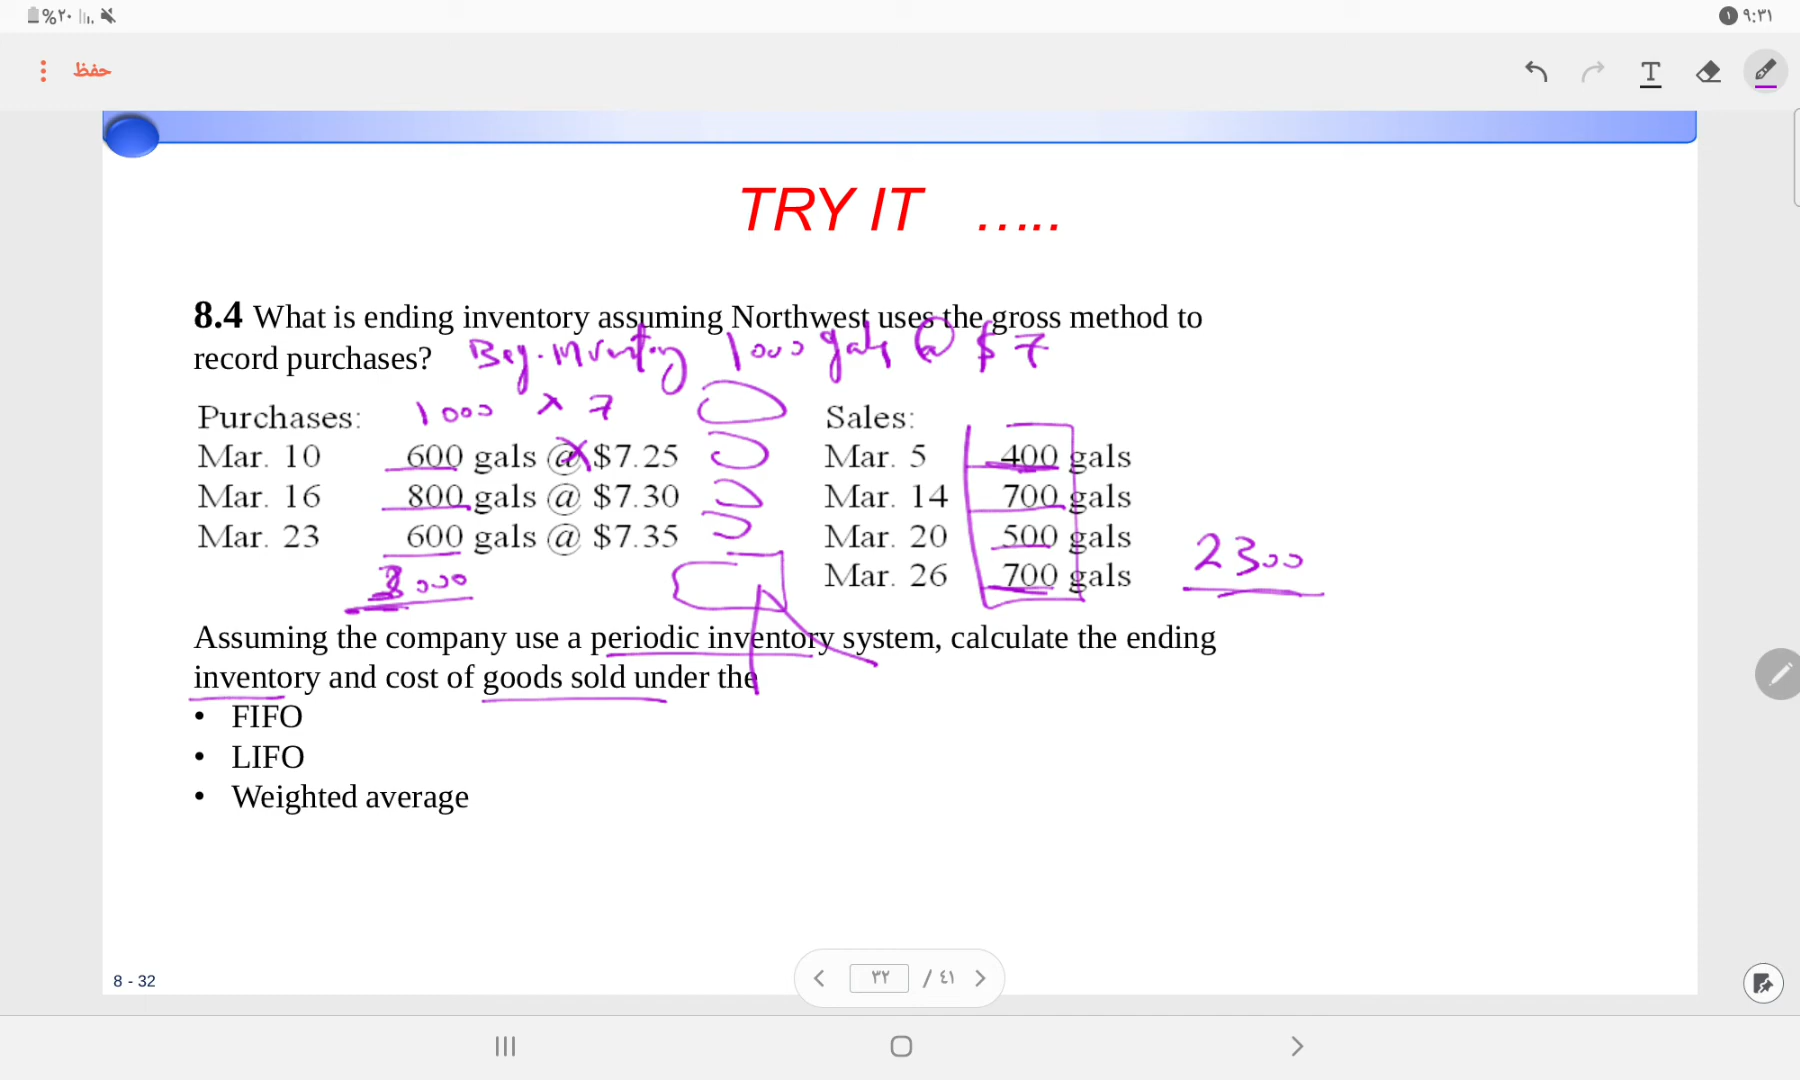 %٢٠
٩:٣١
حفظ
T
TRY IT .....
8.4 What is ending inventory assuming Northwest uses the gross method to
record purchases? Beg. Inventory 1000 gals @ $7
Purchases: 1000 x 7
Mar. 10 600 gals @ $7.25
Mar. 16 800 gals @ $7.30
Mar. 23 600 gals @ $7.35
3000
Sales:
Mar. 5 400 gals
Mar. 14 700 gals
Mar. 20 500 gals
Mar. 26 700 gals
2300
Assuming the company use a periodic inventory system, calculate the ending
inventory and cost of goods sold under the
• FIFO
• LIFO
• Weighted average
8 - 32
٣٢ / ٤١